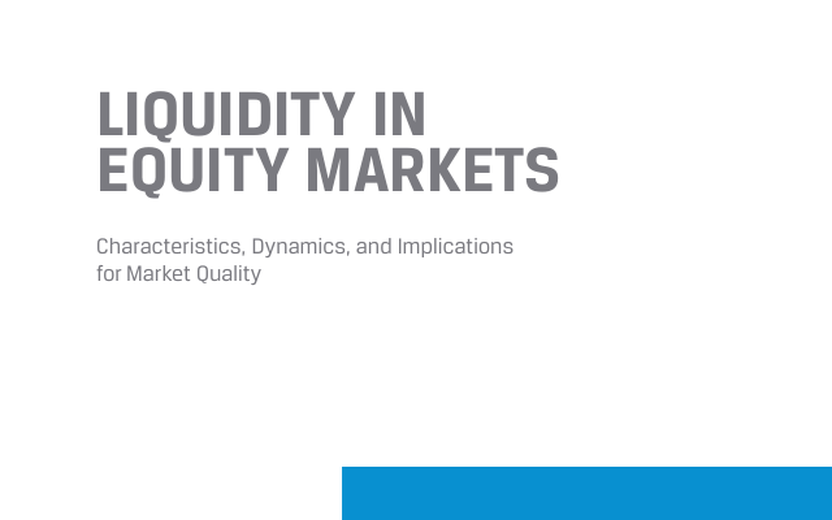 LIQUIDITY IN
EQUITY MARKETS
Characteristics, Dynamics, and Implications
for Market Quality